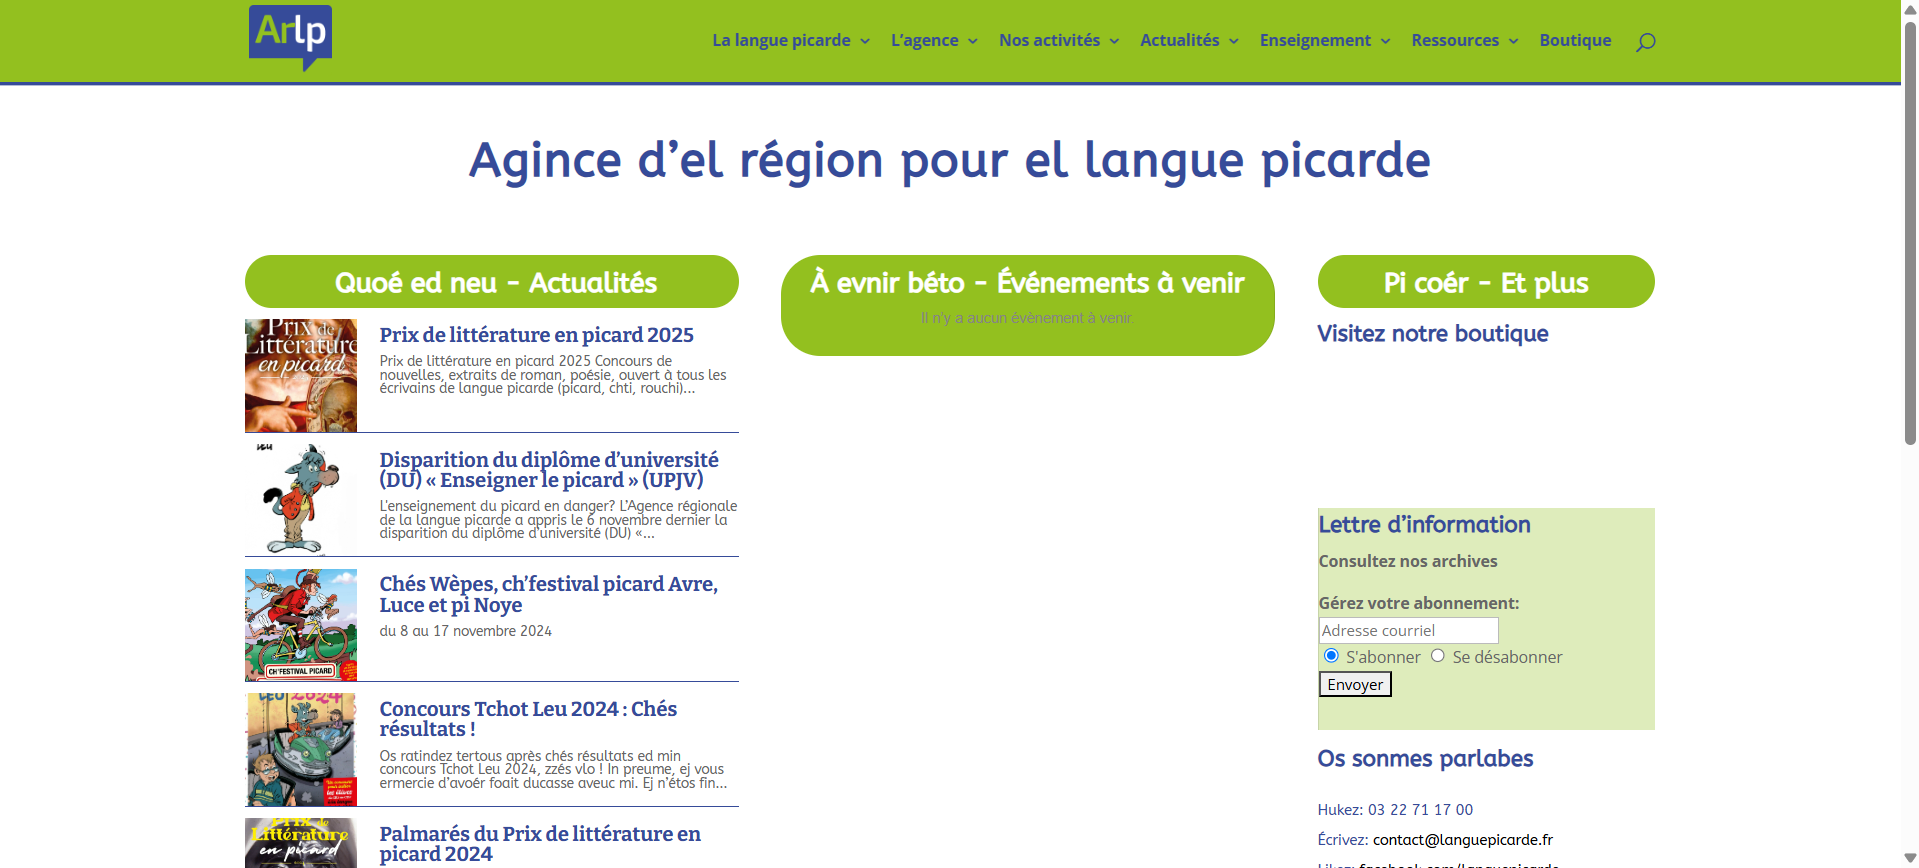 Arlp
La langue picarde
L’agence
Nos activités
Actualités
Enseignement
Ressources
Boutique
Agince d’el région pour el langue picarde
Quoé ed neu - Actualités
Prix de
Littérature
en picard
Prix de littérature en picard 2025
Prix de littérature en picard 2025 Concours de
nouvelles, extraits de roman, poésie, ouvert à tous les
écrivains de langue picarde (picard, chti, rouchi)...
Disparition du diplôme d’université
(DU) « Enseigner le picard » (UPJV)
L'enseignement du picard en danger? L’Agence régionale
de la langue picarde a appris le 6 novembre dernier la
disparition du diplôme d’université (DU) «...
CH'FESTIVAL PICARD
Chés Wèpes, ch’festival picard Avre,
Luce et pi Noye
du 8 au 17 novembre 2024
LEU 2024
Concours Tchot Leu 2024 : Chés
résultats !
Os ratindez tertous après chés résultats ed min
concours Tchot Leu 2024, zzés vlo ! In preume, ej vous
ermercie d’avoér foait ducasse aveuc mi. Ej n’étos fin...
Prix de
Littérature
en picard
Palmarés du Prix de littérature en
picard 2024
À evnir béto - Événements à venir
Il n'y a aucun évènement à venir.
Pi coér - Et plus
Visitez notre boutique
Lettre d’information
Consultez nos archives
Gérez votre abonnement:
Adresse courriel
S'abonner Se désabonner
Envoyer
Os sonmes parlabes
Hukez: 03 22 71 17 00
Écrivez: contact@languepicarde.fr
Likez: facebook.com/languepicarde